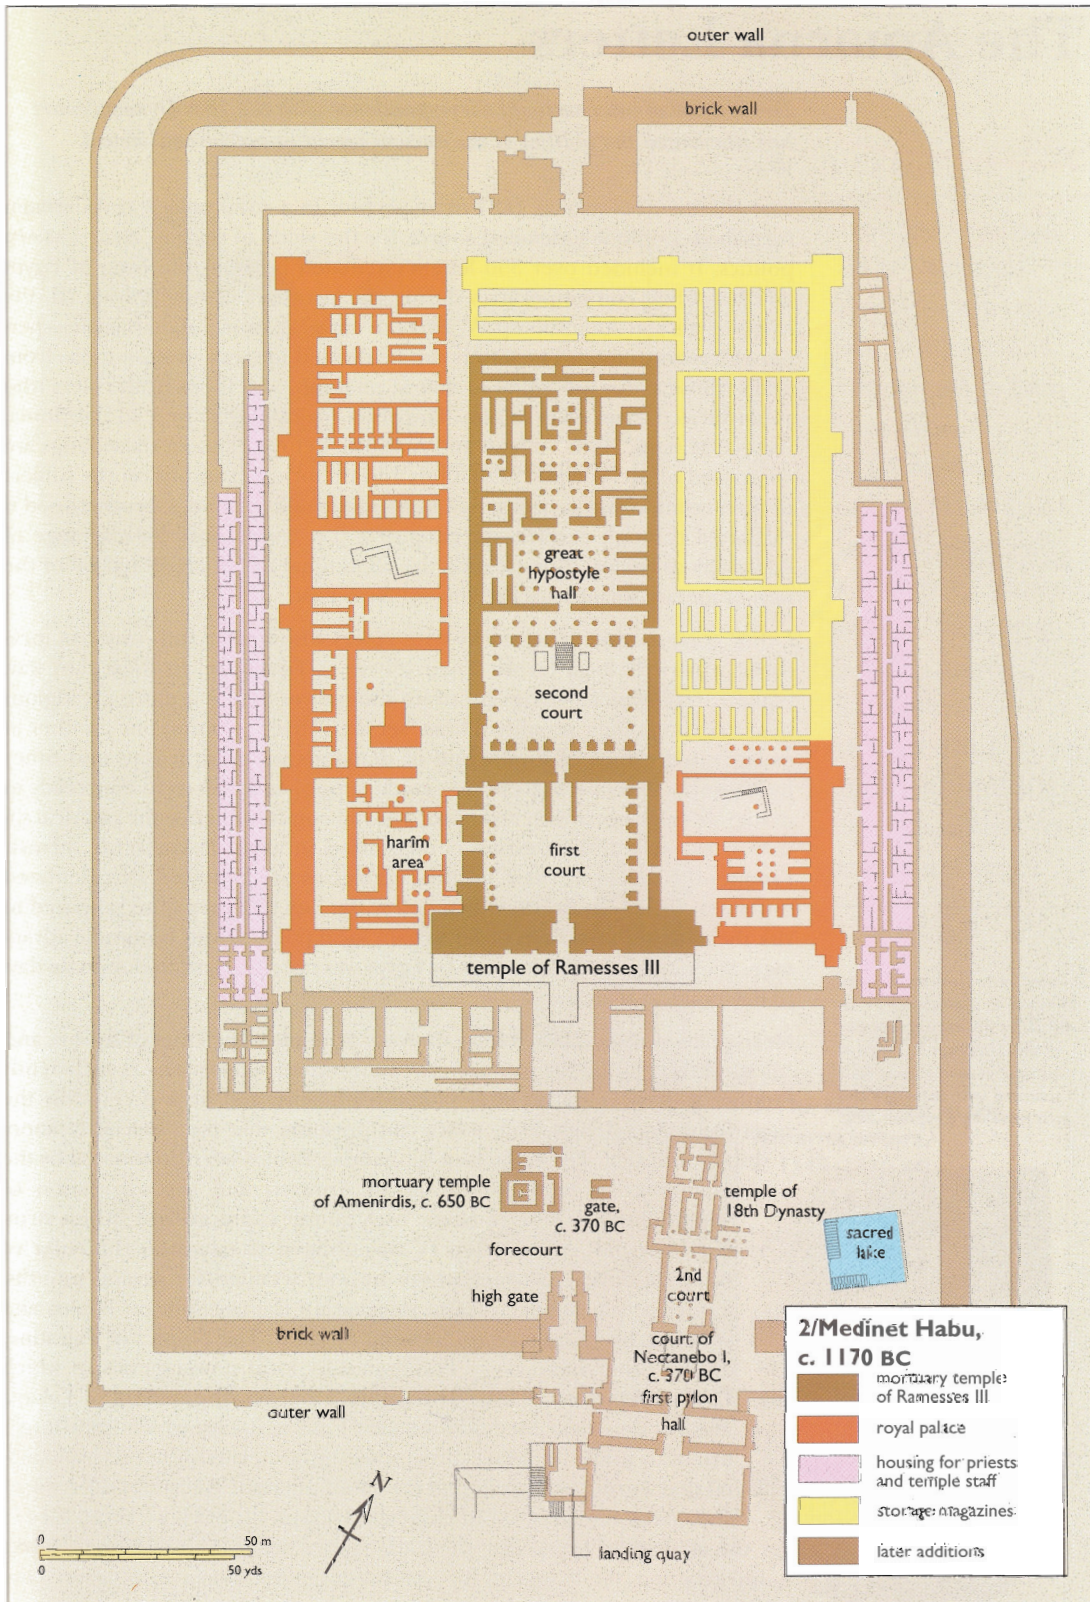 outer wall
brick wall
great
hypostyle
hall
second
court
harîm
area
first
court
temple of Ramesses III
mortuary temple
of Amenirdis, c. 650 BC
gate,
c. 370 BC
temple of
18th Dynasty
forecourt
sacred
lake
high gate
2nd
court
brick wall
court of
Nectanebo I,
c. 370 BC
first pylon
outer wall
hall
landing quay
N
0 50 m
0 50 yds
2/Medinet Habu,
c. 1170 BC
mortuary temple
of Ramesses III
royal palace
housing for priests
and temple staff
storage magazines
later additions